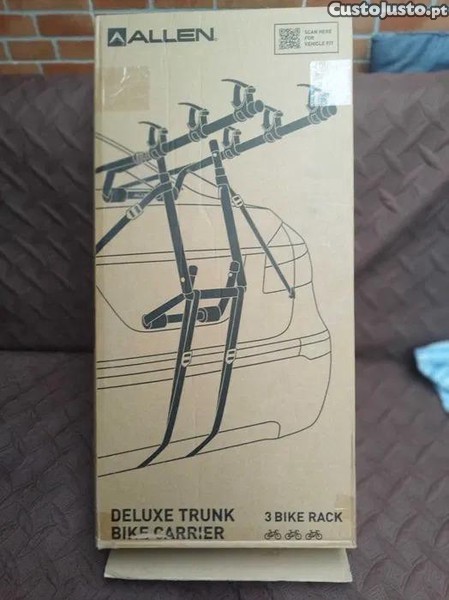 CustoJusto.pt
ALLEN
SCAN HERE
FOR
VEHICLE FIT
DELUXE TRUNK
BIKE CARRIER
3 BIKE RACK